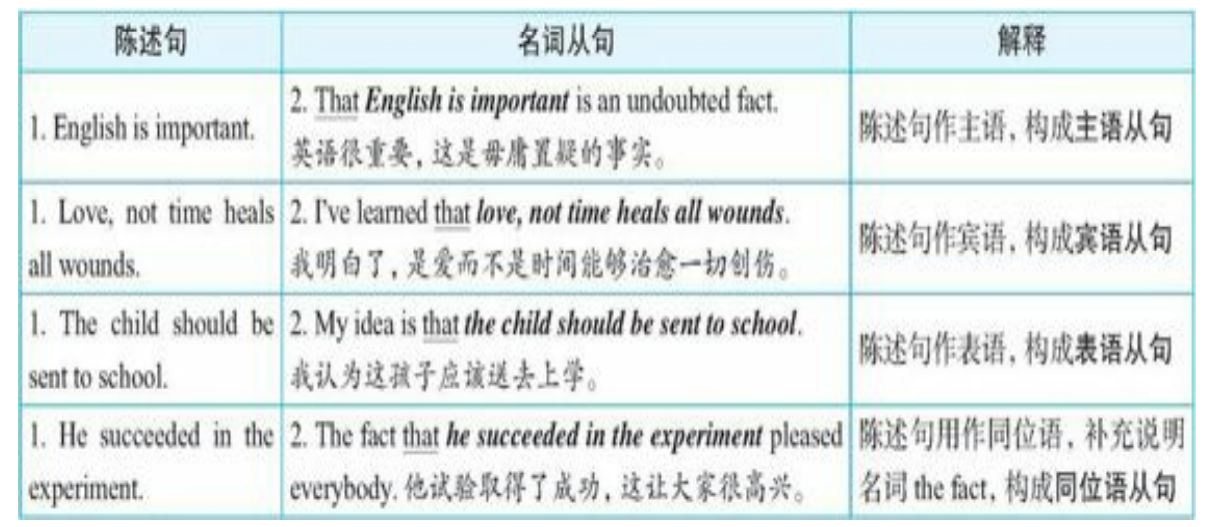 陈述句 名词从句 解释
1. English is important.
2. That English is important is an undoubted fact.
英语很重要，这是毋庸置疑的事实。
陈述句作主语，构成主语从句
1. Love, not time heals
all wounds.
2. I've learned that love, not time heals all wounds.
我明白了，是爱而不是时间能够治愈一切创伤。
陈述句作宾语，构成宾语从句
1. The child should be
sent to school.
2. My idea is that the child should be sent to school.
我认为这孩子应该送去上学。
陈述句作表语，构成表语从句
1. He succeeded in the
experiment.
2. The fact that he succeeded in the experiment pleased
everybody. 他试验取得了成功，这让大家很高兴。
陈述句用作同位语，补充说明
名词 the fact，构成同位语从句